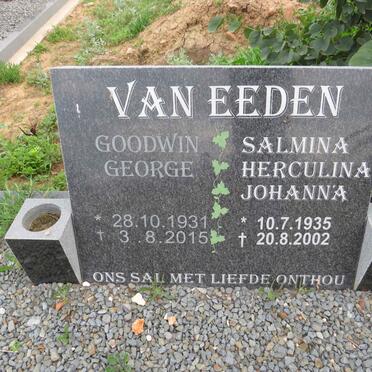 VAN EEDEN
GOODWIN
GEORGE
* 28.10.1931
† 3.8.2015
SALMINA
HERCULINA
JOHANNA
* 10.7.1935
† 20.8.2002
ONS SAL MET LIEFDE ONTHOU